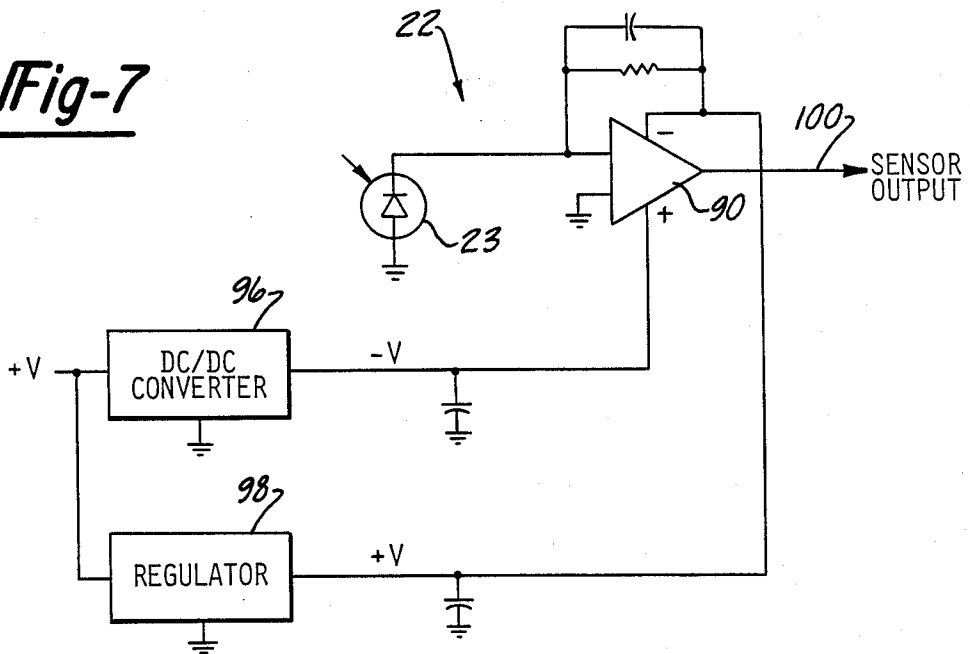 Fig-7
22
100
SENSOR
OUTPUT
−
90
+
23
96
+V
DC/DC
CONVERTER
−V
98
REGULATOR
+V